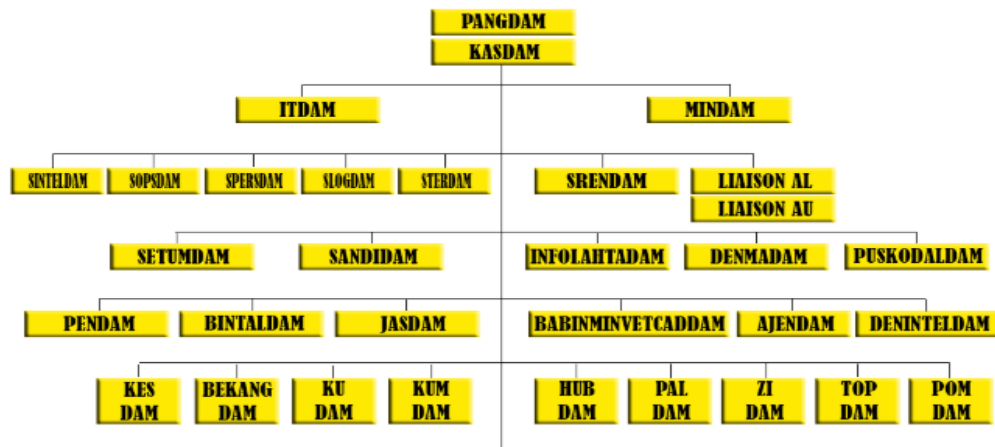 PANGDAM
KASDAM
ITDAM
MINDAM
SINTELDAM
SOPSDAM
SPERSDAM
SLOGDAM
STERDAM
SRENDAM
LIAISON AL
LIAISON AU
SETUMDAM
SANDIDAM
INFOLAHTADAM
DENMADAM
PUSKODALDAM
PENDAM
BINTALDAM
JASDAM
BABINMINVETCADDAM
AJENDAM
DENINTELDAM
KES
DAM
BEKANG
DAM
KU
DAM
KUM
DAM
HUB
DAM
PAL
DAM
ZI
DAM
TOP
DAM
POM
DAM